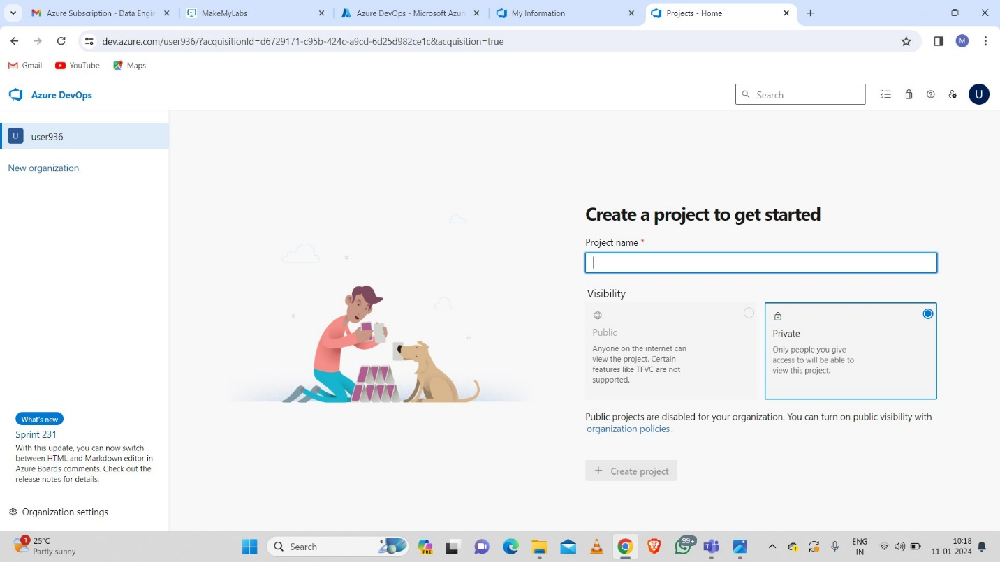 Azure Subscription - Data Engin
MakeMyLabs
Azure DevOps - Microsoft Azur
My Information
Projects - Home
dev.azure.com/user936/?acquisitionId=d6729171-c95b-424c-a9cd-6d25d982ce1c&acquisition=true
M
Gmail
YouTube
Maps
Azure DevOps
Search
U
U
user936
New organization
Create a project to get started
Project name *
Visibility
Public
Anyone on the internet can
view the project. Certain
features like TFVC are not
supported.
Private
Only people you give
access to will be able to
view this project.
Public projects are disabled for your organization. You can turn on public visibility with
organization policies.
+ Create project
What's new
Sprint 231
With this update, you can now switch
between HTML and Markdown editor in
Azure Boards comments. Check out the
release notes for details.
Organization settings
1
25°C
Partly sunny
Search
PRE
99+
ENG
IN
10:18
11-01-2024